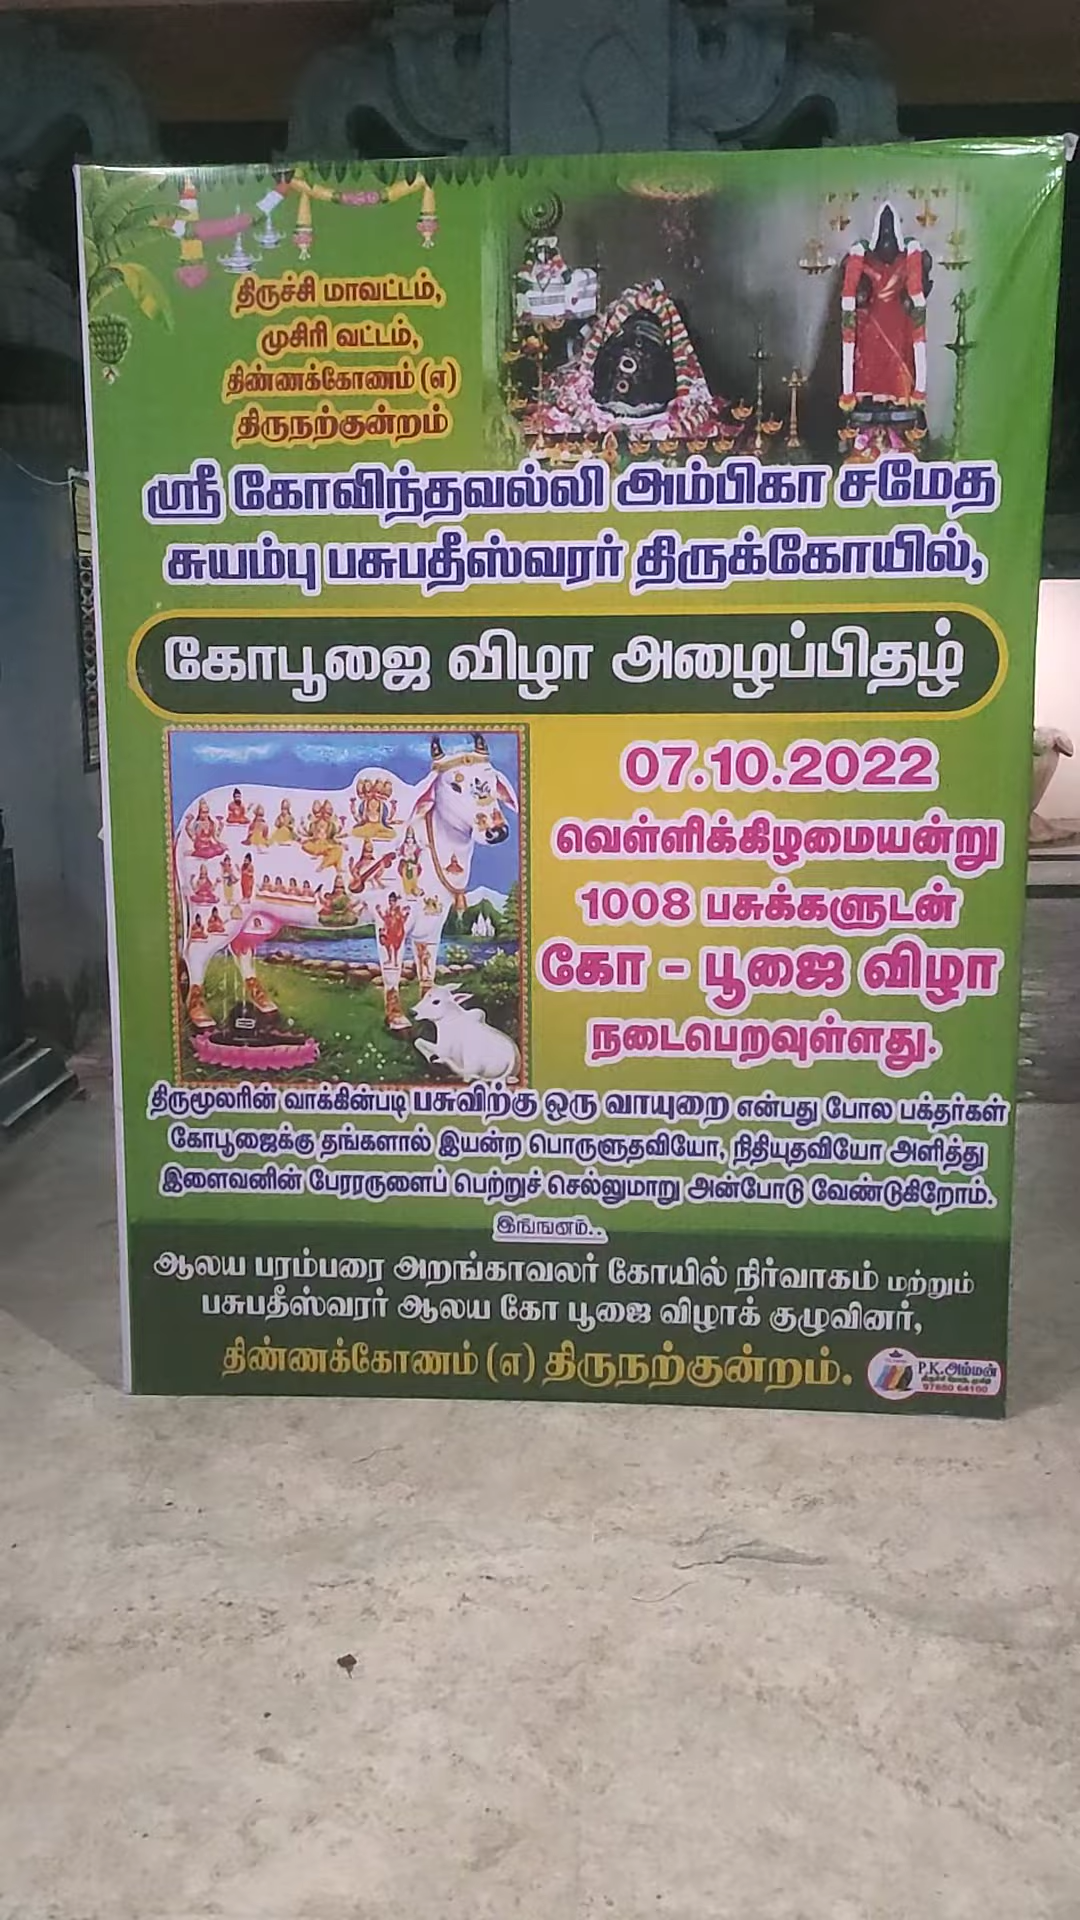 திருச்சி மாவட்டம்,
முசிரி வட்டம்,
திண்ணக்கோணம் (எ)
திருநற்குன்றம்
ஸ்ரீ கோவிந்தவல்லி அம்பிகா சமேத
சுயம்பு பசுபதீஸ்வரர் திருக்கோயில்,
கோபூஜை விழா அழைப்பிதழ்
07.10.2022
வெள்ளிக்கிழமையன்று
1008 பசுக்களுடன்
கோ - பூஜை விழா
நடைபெறவுள்ளது.
திருமூலரின் வாக்கின்படி பசுவிற்கு ஒரு வாயுறை என்பது போல பக்தர்கள்
கோபூஜைக்கு தங்களால் இயன்ற பொருளுதவியோ, நிதியுதவியோ அளித்து
இளைவனின் பேரரருளைப் பெற்றுச் செல்லுமாறு அன்போடு வேண்டுகிறோம்.
இங்ஙனம்..
ஆலய பரம்பரை அறங்காவலர் கோயில் நிர்வாகம் மற்றும்
பசுபதீஸ்வரர் ஆலய கோ பூஜை விழாக் குழுவினர்,
திண்ணக்கோணம் (எ) திருநற்குன்றம்.
P.K.அம்மன்